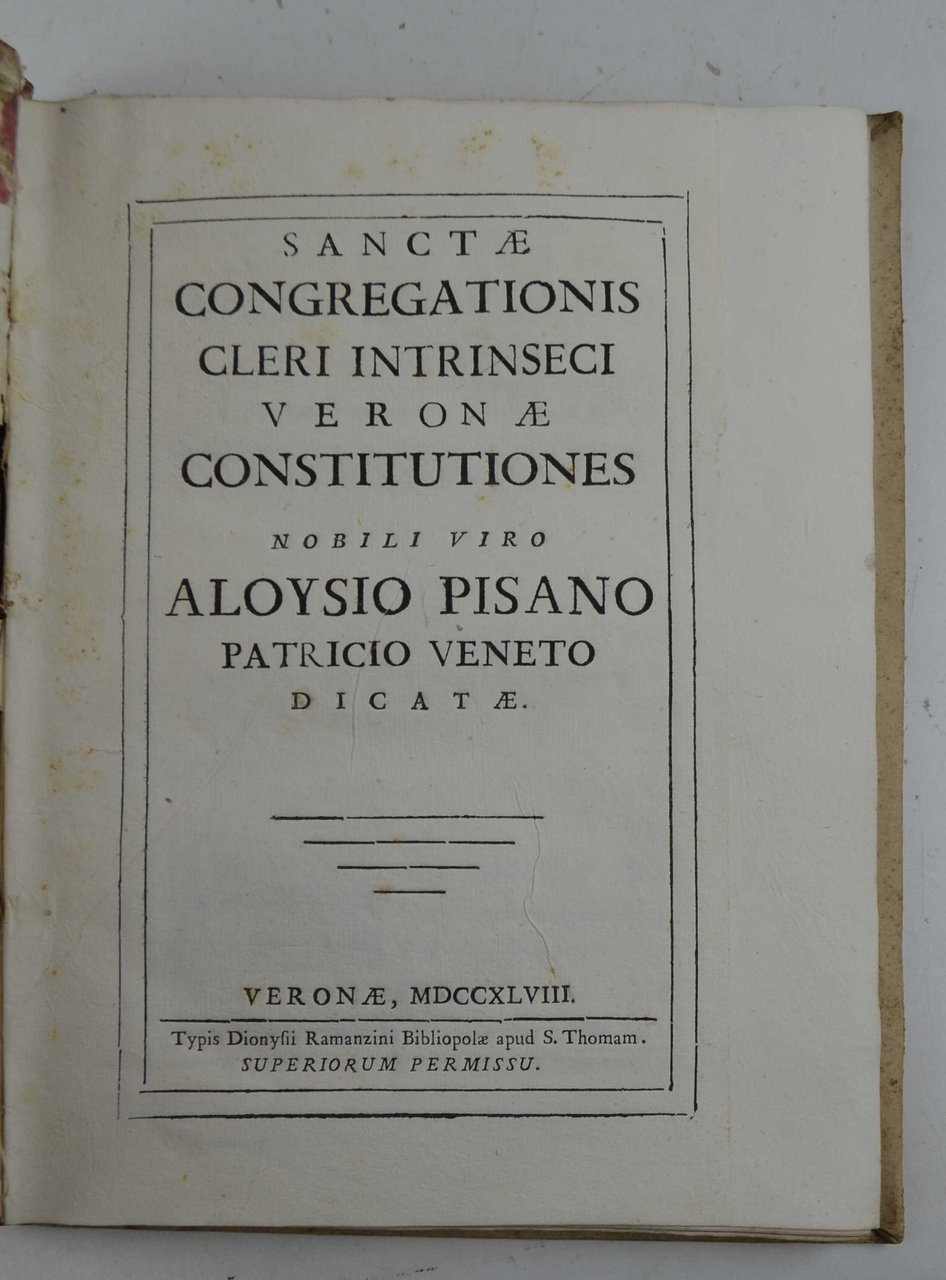 SANCTÆ
CONGREGATIONIS
CLERI INTRINSECI
VERONÆ
CONSTITUTIONES
NOBILI VIRO
ALOYSIO PISANO
PATRICIO VENETO
DICATÆ.
VERONÆ, MDCCXLVIII.
Typis Dionyſii Ramanzini Bibliopolæ apud S. Thomam.
SUPERIORUM PERMISSU.